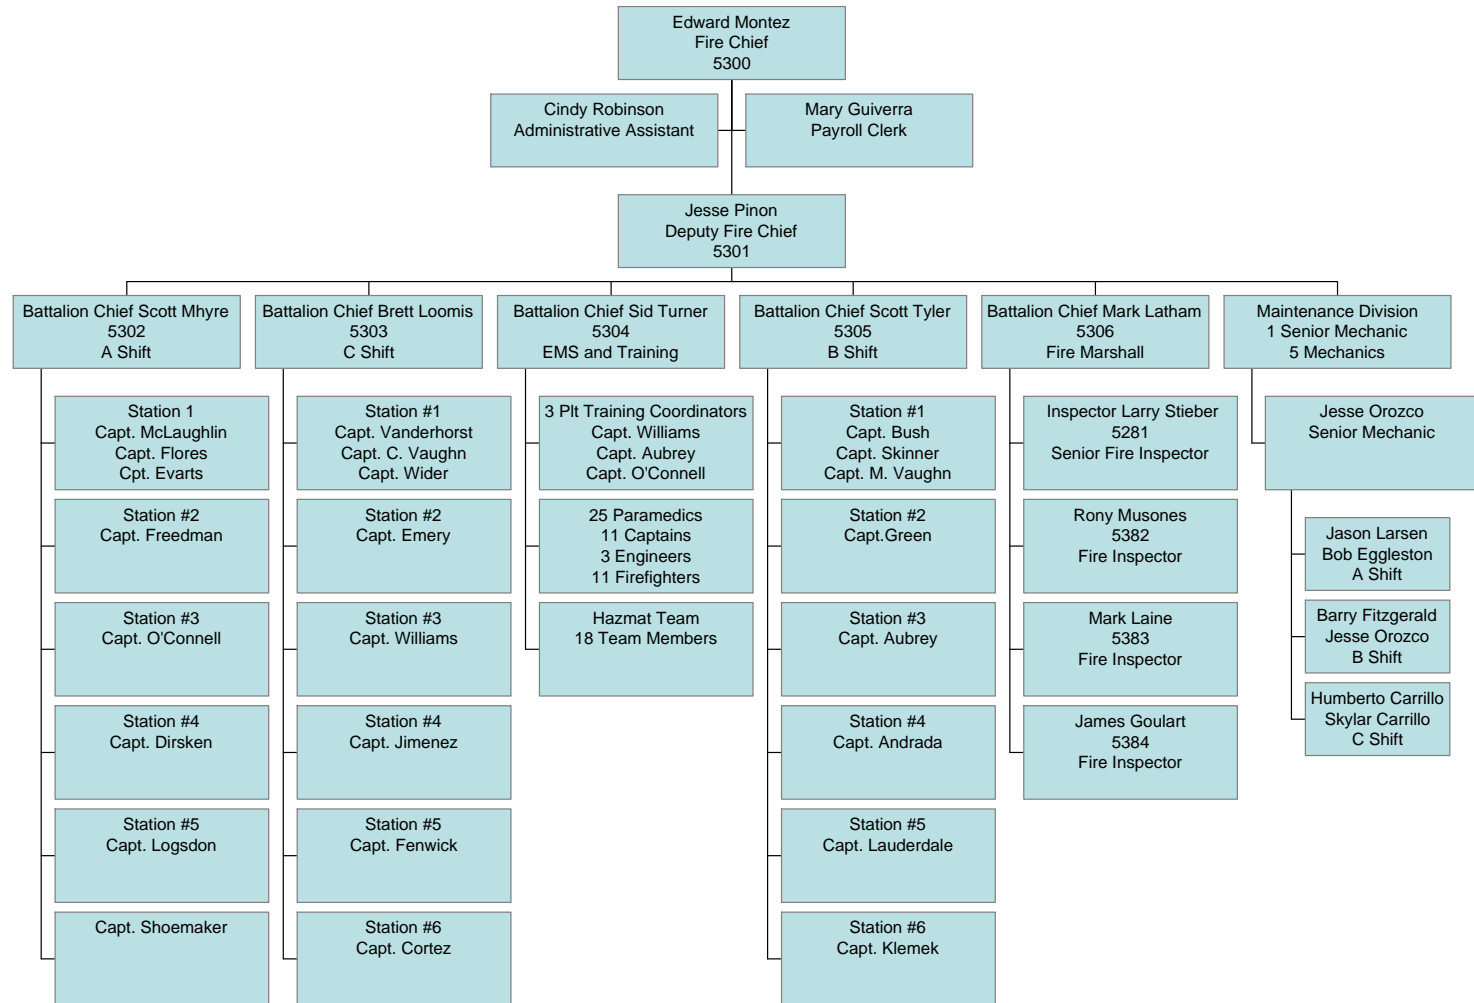 Edward Montez
Fire Chief
5300
Cindy Robinson
Administrative Assistant
Mary Guiverra
Payroll Clerk
Jesse Pinon
Deputy Fire Chief
5301
Battalion Chief Scott Mhyre
5302
A Shift
Station 1
Capt. McLaughlin
Capt. Flores
Cpt. Evarts
Station #2
Capt. Freedman
Station #3
Capt. O'Connell
Station #4
Capt. Dirsken
Station #5
Capt. Logsdon
Capt. Shoemaker
Battalion Chief Brett Loomis
5303
C Shift
Station #1
Capt. Vanderhorst
Capt. C. Vaughn
Capt. Wider
Station #2
Capt. Emery
Station #3
Capt. Williams
Station #4
Capt. Jimenez
Station #5
Capt. Fenwick
Station #6
Capt. Cortez
Battalion Chief Sid Turner
5304
EMS and Training
3 Plt Training Coordinators
Capt. Williams
Capt. Aubrey
Capt. O'Connell
25 Paramedics
11 Captains
3 Engineers
11 Firefighters
Hazmat Team
18 Team Members
Battalion Chief Scott Tyler
5305
B Shift
Station #1
Capt. Bush
Capt. Skinner
Capt. M. Vaughn
Station #2
Capt.Green
Station #3
Capt. Aubrey
Station #4
Capt. Andrada
Station #5
Capt. Lauderdale
Station #6
Capt. Klemek
Battalion Chief Mark Latham
5306
Fire Marshall
Inspector Larry Stieber
5281
Senior Fire Inspector
Rony Musones
5382
Fire Inspector
Mark Laine
5383
Fire Inspector
James Goulart
5384
Fire Inspector
Maintenance Division
1 Senior Mechanic
5 Mechanics
Jesse Orozco
Senior Mechanic
Jason Larsen
Bob Eggleston
A Shift
Barry Fitzgerald
Jesse Orozco
B Shift
Humberto Carrillo
Skylar Carrillo
C Shift